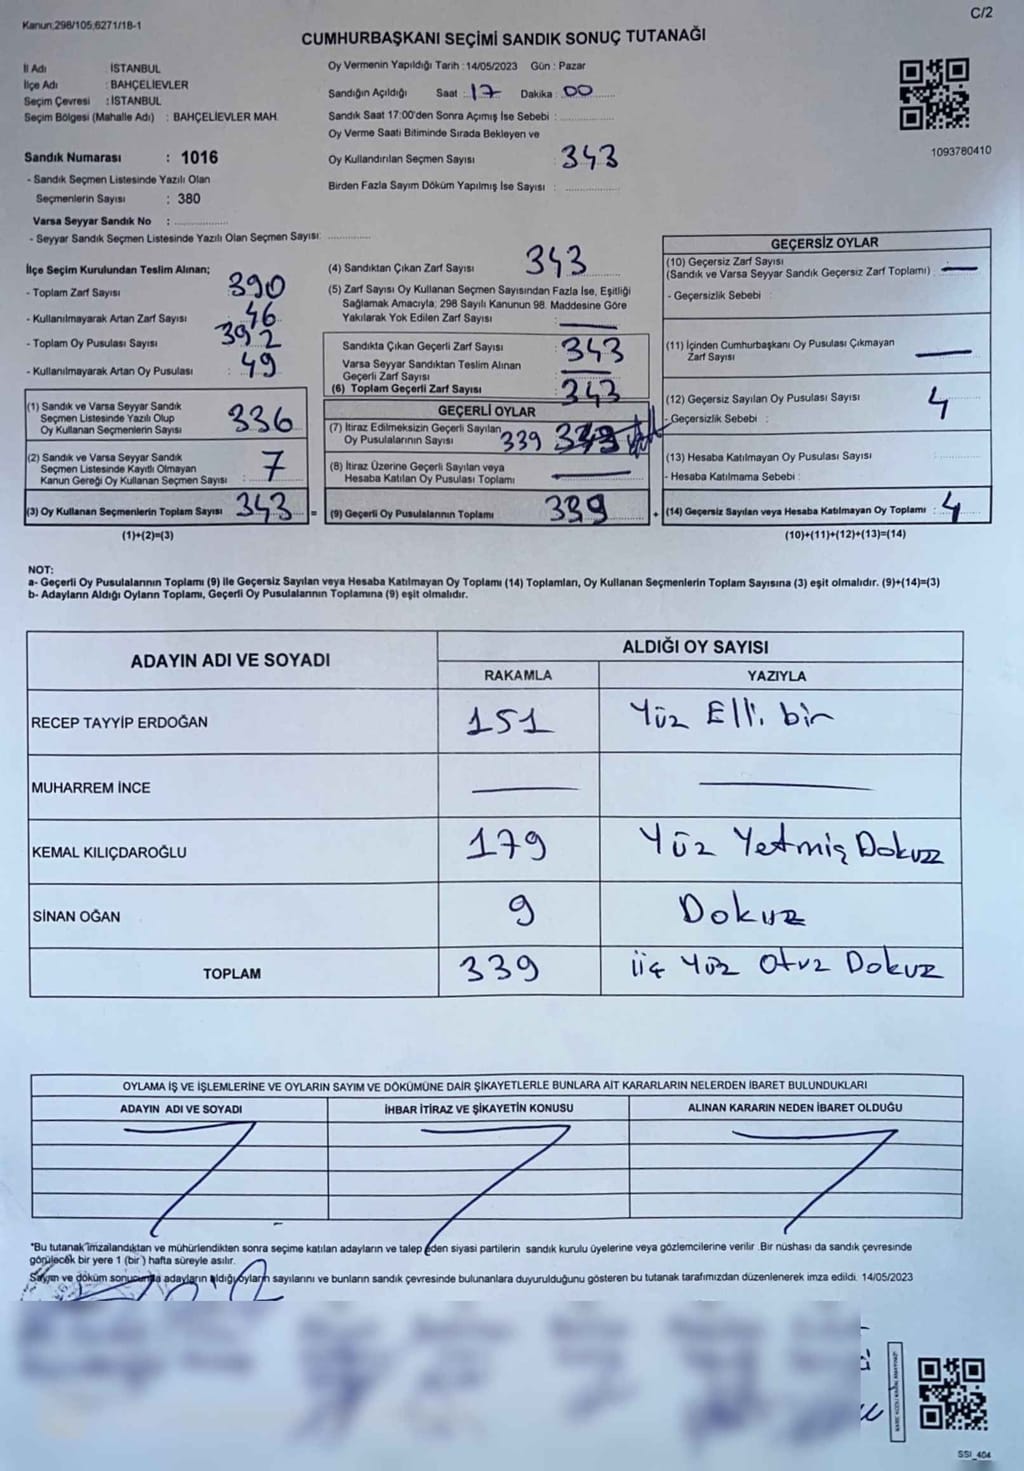 Kanun:298/105,6271/18-1
C/2
CUMHURBAŞKANI SEÇİMİ SANDIK SONUÇ TUTANAĞI
İl Adı : İSTANBUL
İlçe Adı : BAHÇELİEVLER
Seçim Çevresi : İSTANBUL
Seçim Bölgesi (Mahalle Adı) : BAHÇELİEVLER MAH.
Sandık Numarası : 1016
- Sandık Seçmen Listesinde Yazılı Olan
Seçmenlerin Sayısı : 380
Varsa Seyyar Sandık No :
- Seyyar Sandık Seçmen Listesinde Yazılı Olan Seçmen Sayısı:
Oy Vermenin Yapıldığı Tarih : 14/05/2023 Gün : Pazar
Sandığın Açıldığı Saat : 17 Dakika : 00
Sandık Saat 17:00'den Sonra Açımış İse Sebebi :
Oy Verme Saati Bitiminde Sırada Bekleyen ve
Oy Kullandırılan Seçmen Sayısı : 343
Birden Fazla Sayım Döküm Yapılmış İse Sayısı :
1093780410
İlçe Seçim Kurulundan Teslim Alınan;
- Toplam Zarf Sayısı : 390
- Kullanılmayarak Artan Zarf Sayısı : 46
- Toplam Oy Pusulası Sayısı : 392
- Kullanılmayarak Artan Oy Pusulası : 49
(1) Sandık ve Varsa Seyyar Sandık
Seçmen Listesinde Yazılı Olup
Oy Kullanan Seçmenlerin Sayısı : 336
(2) Sandık ve Varsa Seyyar Sandık
Seçmen Listesinde Kayıtlı Olmayan
Kanun Gereği Oy Kullanan Seçmen Sayısı : 7
(3) Oy Kullanan Seçmenlerin Toplam Sayısı : 343 =
(1)+(2)=(3)
(4) Sandıktan Çıkan Zarf Sayısı : 343
(5) Zarf Sayısı Oy Kullanan Seçmen Sayısından Fazla İse, Eşitliği
Sağlamak Amacıyla; 298 Sayılı Kanunun 98. Maddesine Göre
Yakılarak Yok Edilen Zarf Sayısı : —
Sandıkta Çıkan Geçerli Zarf Sayısı : 343
Varsa Seyyar Sandıktan Teslim Alınan
Geçerli Zarf Sayısı : —
(6) Toplam Geçerli Zarf Sayısı : 343
GEÇERLİ OYLAR
(7) İtiraz Edilmeksizin Geçerli Sayılan
Oy Pusulalarının Sayısı : 339
(8) İtiraz Üzerine Geçerli Sayılan veya
Hesaba Katılan Oy Pusulası Toplamı : —
(9) Geçerli Oy Pusulalarının Toplamı : 339 +
GEÇERSİZ OYLAR
(10) Geçersiz Zarf Sayısı
(Sandık ve Varsa Seyyar Sandık Geçersiz Zarf Toplamı) : —
- Geçersizlik Sebebi :
(11) İçinden Cumhurbaşkanı Oy Pusulası Çıkmayan
Zarf Sayısı : —
(12) Geçersiz Sayılan Oy Pusulası Sayısı : 4
- Geçersizlik Sebebi :
(13) Hesaba Katılmayan Oy Pusulası Sayısı :
- Hesaba Katılmama Sebebi :
(14) Geçersiz Sayılan veya Hesaba Katılmayan Oy Toplamı : 4
(10)+(11)+(12)+(13)=(14)
NOT:
a- Geçerli Oy Pusulalarının Toplamı (9) ile Geçersiz Sayılan veya Hesaba Katılmayan Oy Toplamı (14) Toplamları, Oy Kullanan Seçmenlerin Toplam Sayısına (3) eşit olmalıdır. (9)+(14)=(3)
b- Adayların Aldığı Oyların Toplamı, Geçerli Oy Pusulalarının Toplamına (9) eşit olmalıdır.
ADAYIN ADI VE SOYADI
ALDIĞI OY SAYISI
RAKAMLA YAZIYLA
RECEP TAYYİP ERDOĞAN 151 Yüz Elli bir
MUHARREM İNCE — —
KEMAL KILIÇDAROĞLU 179 Yüz Yetmiş Dokuz
SİNAN OĞAN 9 Dokuz
TOPLAM 339 üç Yüz Otuz Dokuz
OYLAMA İŞ VE İŞLEMLERİNE VE OYLARIN SAYIM VE DÖKÜMÜNE DAİR ŞİKAYETLERLE BUNLARA AİT KARARLARIN NELERDEN İBARET BULUNDUKLARI
ADAYIN ADI VE SOYADI İHBAR İTİRAZ VE ŞİKAYETİN KONUSU ALINAN KARARIN NEDEN İBARET OLDUĞU
*Bu tutanak imzalandıktan ve mühürlendikten sonra seçime katılan adayların ve talep eden siyasi partilerin sandık kurulu üyelerine veya gözlemcilerine verilir .Bir nüshası da sandık çevresinde
görülecek bir yere 1 (bir) hafta süreyle asılır.
Sayım ve döküm sonucunda adayların aldığı oyların sayılarını ve bunların sandık çevresinde bulunanlara duyurulduğunu gösteren bu tutanak tarafımızdan düzenlenerek imza edildi. 14/05/2023
SSI_404